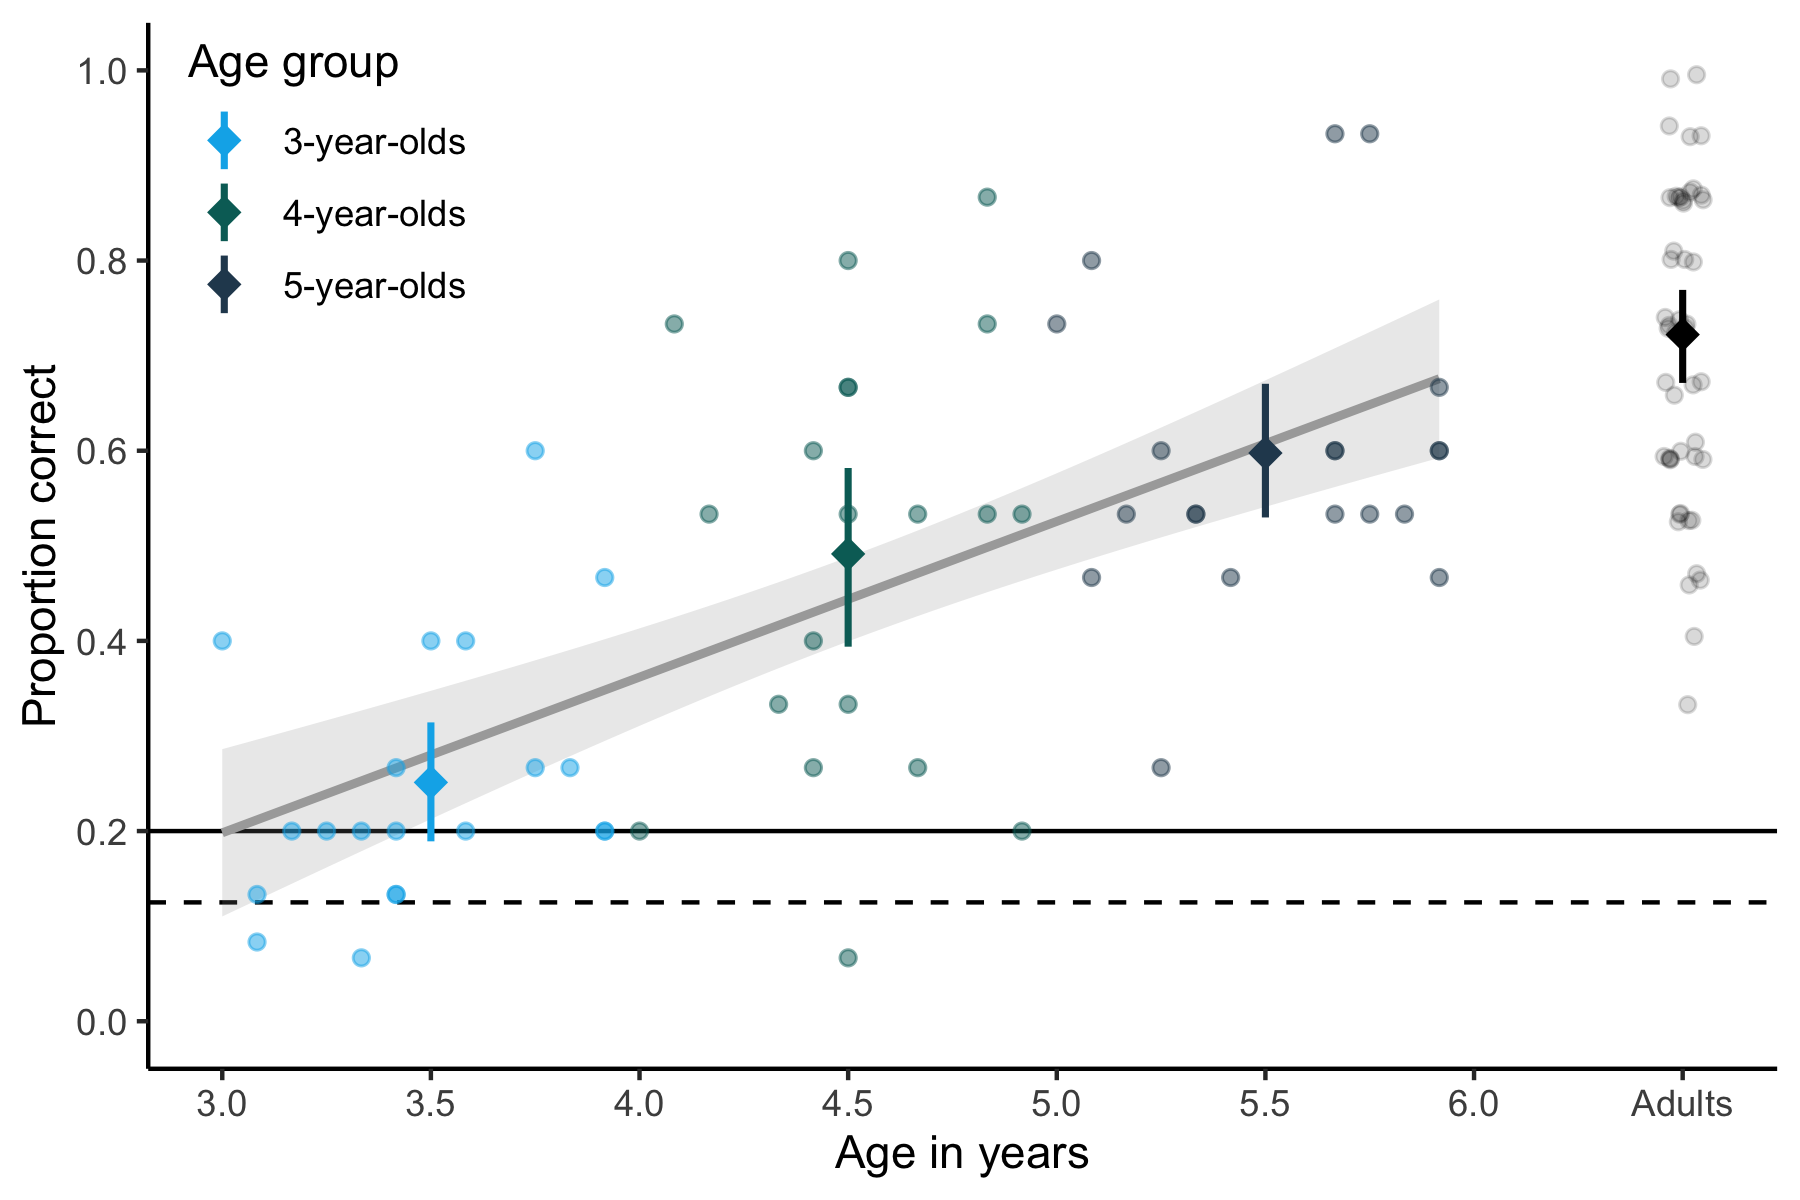 Age group
3-year-olds
4-year-olds
5-year-olds
Proportion correct
1.0
0.8
0.6
0.4
0.2
0.0
3.0 3.5 4.0 4.5 5.0 5.5 6.0 Adults
Age in years